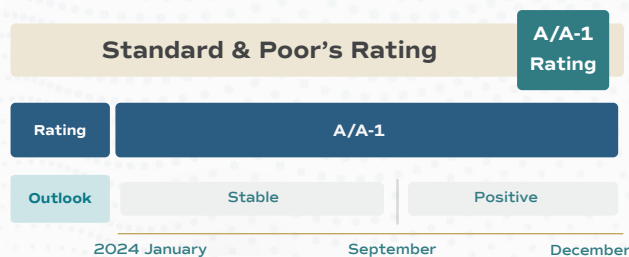 Standard & Poor’s Rating
A/A-1
Rating
Rating
A/A-1
Outlook
Stable
Positive
2024 January
September
December